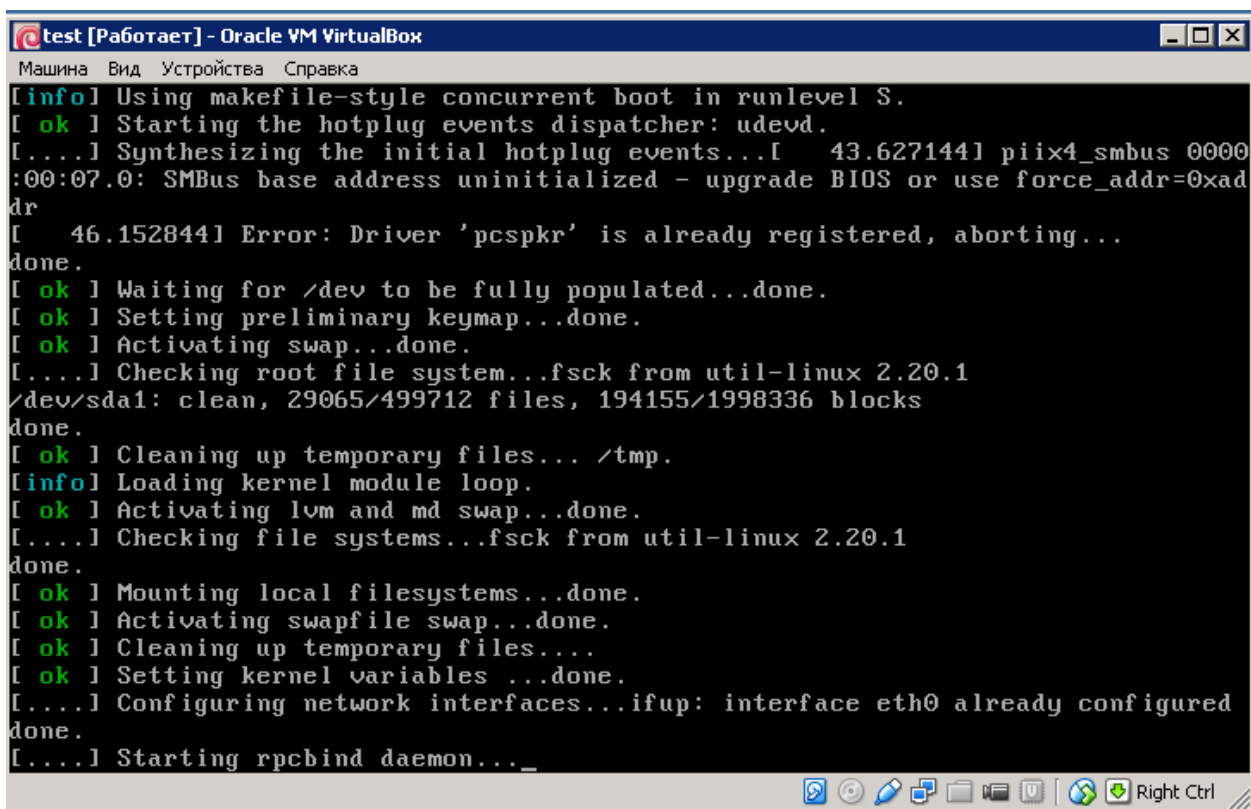 test [Работает] - Oracle VM VirtualBox
Машина Вид Устройства Справка
[info] Using makefile-style concurrent boot in runlevel S.
[ ok ] Starting the hotplug events dispatcher: udevd.
[....] Synthesizing the initial hotplug events...[   43.627144] piix4_smbus 0000
:00:07.0: SMBus base address uninitialized - upgrade BIOS or use force_addr=0xad
dr
[   46.152844] Error: Driver 'pcspkr' is already registered, aborting...
done.
[ ok ] Waiting for /dev to be fully populated...done.
[ ok ] Setting preliminary keymap...done.
[ ok ] Activating swap...done.
[....] Checking root file system...fsck from util-linux 2.20.1
/dev/sda1: clean, 29065/499712 files, 194155/1998336 blocks
done.
[ ok ] Cleaning up temporary files... /tmp.
[info] Loading kernel module loop.
[ ok ] Activating lvm and md swap...done.
[....] Checking file systems...fsck from util-linux 2.20.1
done.
[ ok ] Mounting local filesystems...done.
[ ok ] Activating swapfile swap...done.
[ ok ] Cleaning up temporary files....
[ ok ] Setting kernel variables ...done.
[....] Configuring network interfaces...ifup: interface eth0 already configured
done.
[....] Starting rpcbind daemon..._
Right Ctrl